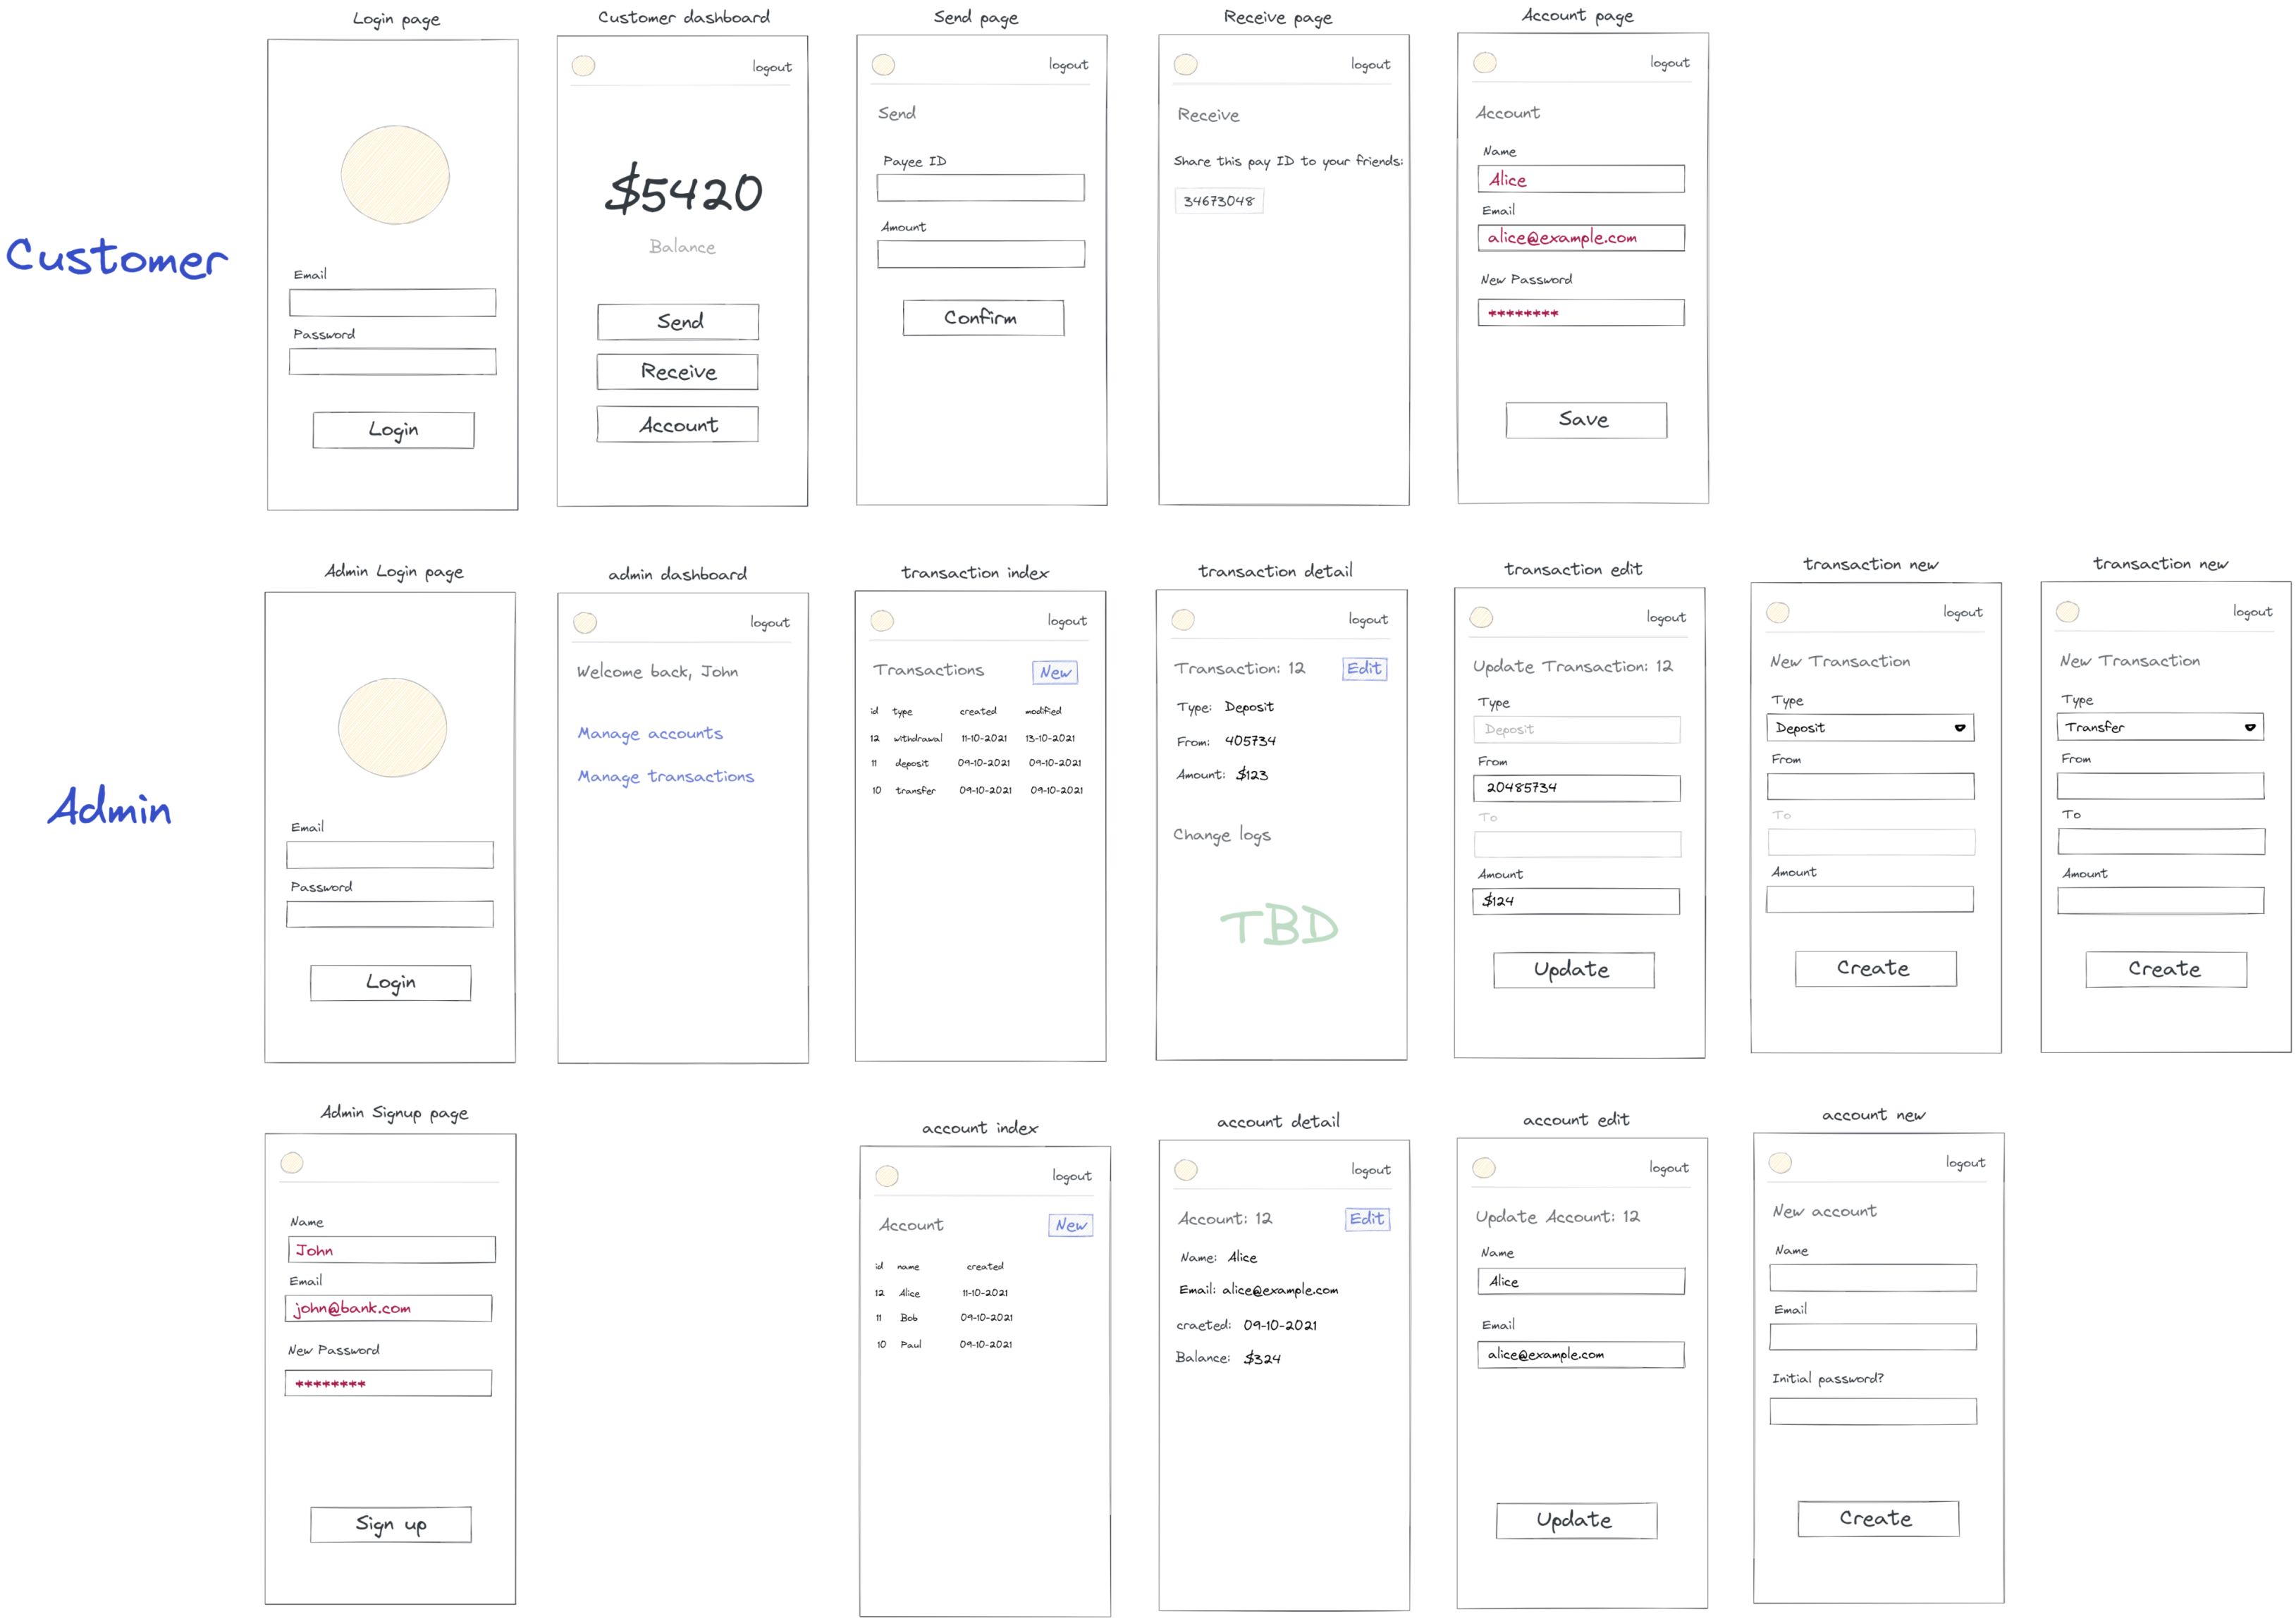 Login page
Email
Password
Login
Customer dashboard
logout
$5420
Balance
Send
Receive
Account
Send page
logout
Send
Payee ID
Amount
Confirm
Receive page
logout
Receive
Share this pay ID to your friends:
34673048
Account page
logout
Account
Name
Alice
Email
alice@example.com
New Password
********
Save
Customer
Admin Login page
Email
Password
Login
admin dashboard
logout
Welcome back, John
Manage accounts
Manage transactions
transaction index
logout
Transactions New
id type created modified
12 withdrawal 11-10-2021 13-10-2021
11 deposit 09-10-2021 09-10-2021
10 transfer 09-10-2021 09-10-2021
transaction detail
logout
Transaction: 12 Edit
Type: Deposit
From: 405734
Amount: $123
Change logs
TBD
transaction edit
logout
Update Transaction: 12
Type
Deposit
From
20485734
To
Amount
$124
Update
transaction new
logout
New Transaction
Type
Deposit
From
To
Amount
Create
transaction new
logout
New Transaction
Type
Transfer
From
To
Amount
Create
Admin
Admin Signup page
Name
John
Email
john@bank.com
New Password
********
Sign up
account index
logout
Account New
id name created
12 Alice 11-10-2021
11 Bob 09-10-2021
10 Paul 09-10-2021
account detail
logout
Account: 12 Edit
Name: Alice
Email: alice@example.com
craeted: 09-10-2021
Balance: $324
account edit
logout
Update Account: 12
Name
Alice
Email
alice@example.com
Update
account new
logout
New account
Name
Email
Initial password?
Create